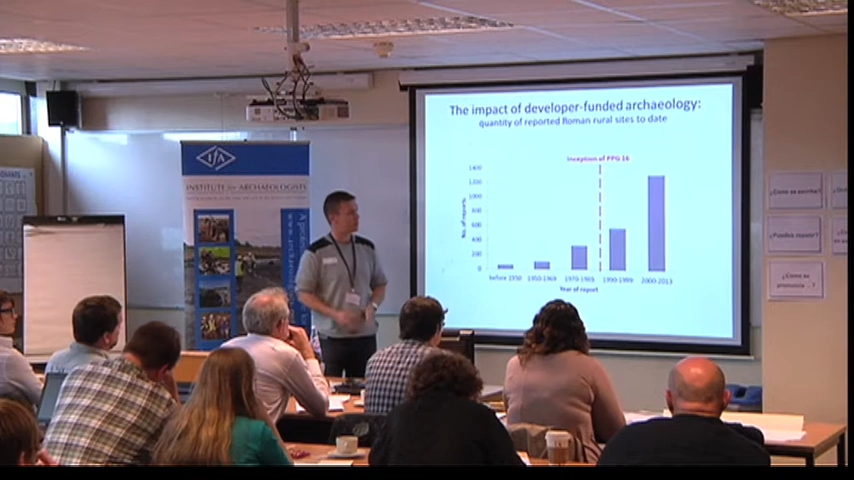 The impact of developer-funded archaeology:
quantity of reported Roman rural sites to date
Inception of PPG 16
1400
1200
1000
800
600
400
200
0
No. of reports
before 1950
1950-1969
1970-1989
1990-1999
2000-2013
Year of report
IfA
INSTITUTE for ARCHAEOLOGISTS
¿Cómo se escribe?
¿Puedes repetir?
¿Cómo se
pronuncia ...?